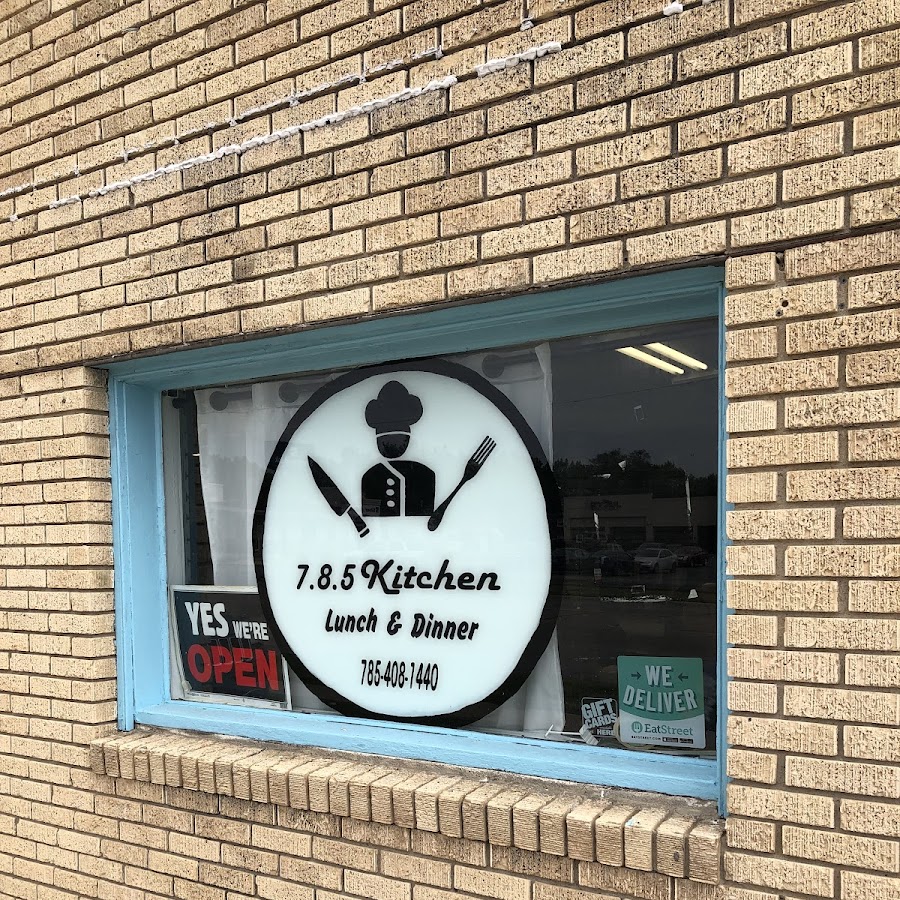 7.8.5 Kitchen
Lunch & Dinner
785-408-1440
YES WE'RE
OPEN
GIFT
CARDS
HERE
WE
DELIVER
EatStreet